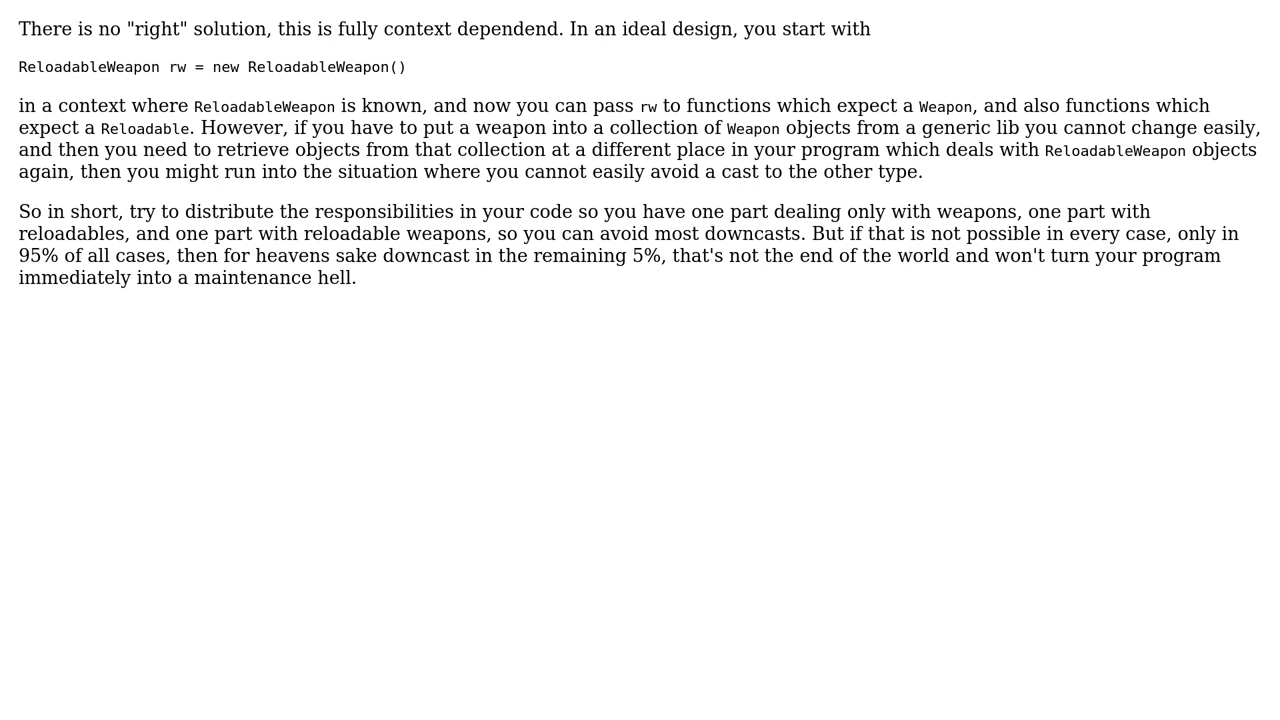 There is no "right" solution, this is fully context dependend. In an ideal design, you start with
ReloadableWeapon rw = new ReloadableWeapon()
in a context where ReloadableWeapon is known, and now you can pass rw to functions which expect a Weapon, and also functions which
expect a Reloadable. However, if you have to put a weapon into a collection of Weapon objects from a generic lib you cannot change easily,
and then you need to retrieve objects from that collection at a different place in your program which deals with ReloadableWeapon objects
again, then you might run into the situation where you cannot easily avoid a cast to the other type.
So in short, try to distribute the responsibilities in your code so you have one part dealing only with weapons, one part with
reloadables, and one part with reloadable weapons, so you can avoid most downcasts. But if that is not possible in every case, only in
95% of all cases, then for heavens sake downcast in the remaining 5%, that's not the end of the world and won't turn your program
immediately into a maintenance hell.